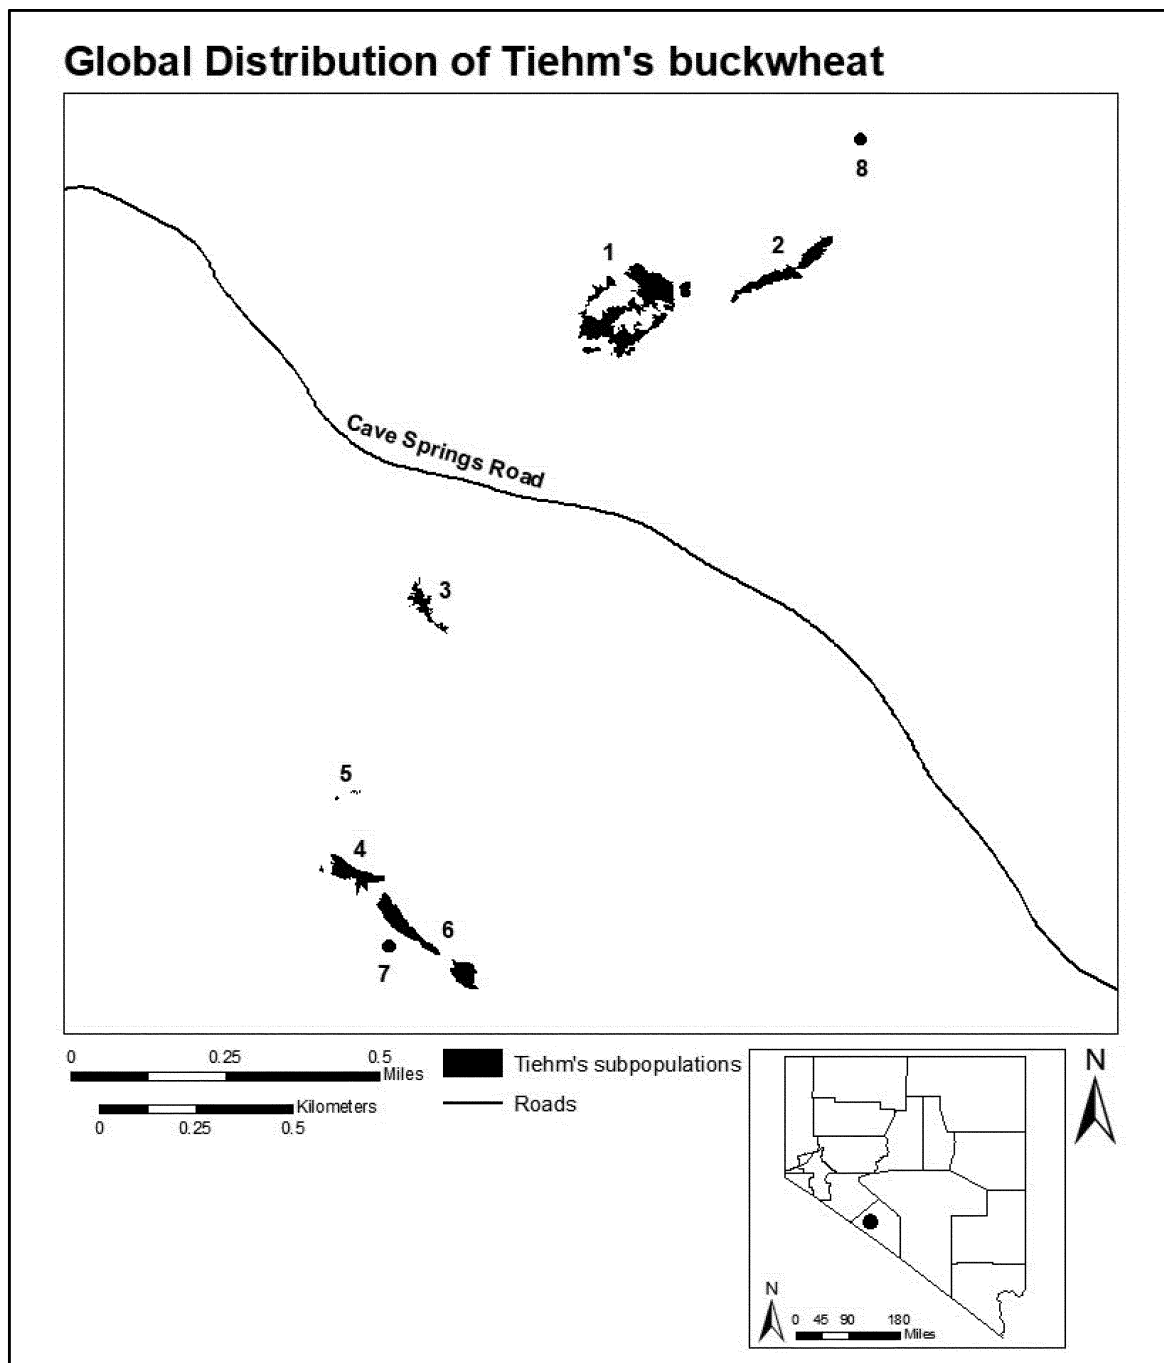 Global Distribution of Tiehm's buckwheat
8
2
1
Cave Springs Road
3
5
4
6
7
0 0.25 0.5
Miles
Kilometers
0 0.25 0.5
Tiehm's subpopulations
Roads
N
N
0 45 90 180
Miles